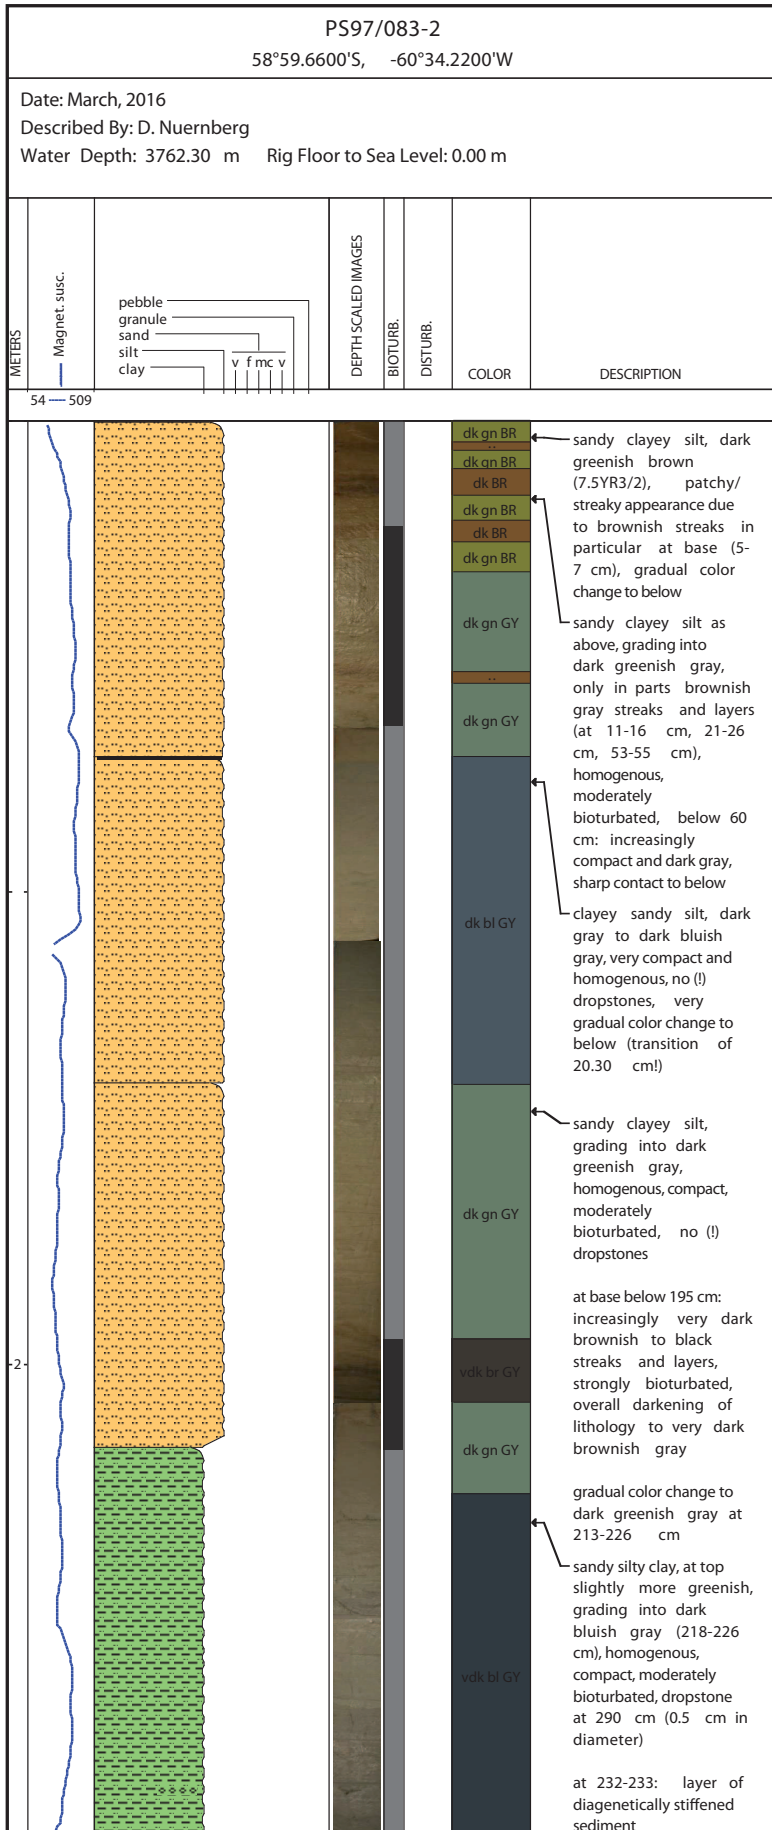 PS97/083-2
58°59.6600'S, -60°34.2200'W
Date: March, 2016
Described By: D. Nuernberg
Water Depth: 3762.30 m Rig Floor to Sea Level: 0.00 m
METERS
Magnet. susc.
pebble
granule
sand
silt
clay
v f mc v
DEPTH SCALED IMAGES
BIOTURB.
DISTURB.
COLOR
DESCRIPTION
54 509
dk gn BR
..
dk gn BR
dk BR
dk gn BR
dk BR
dk gn BR
dk gn GY
..
dk gn GY
dk bl GY
dk gn GY
vdk br GY
dk gn GY
vdk bl GY
2
sandy clayey silt, dark
greenish brown
(7.5YR3/2), patchy/
streaky appearance due
to brownish streaks in
particular at base (5-
7 cm), gradual color
change to below
sandy clayey silt as
above, grading into
dark greenish gray,
only in parts brownish
gray streaks and layers
(at 11-16 cm, 21-26
cm, 53-55 cm),
homogenous,
moderately
bioturbated, below 60
cm: increasingly
compact and dark gray,
sharp contact to below
clayey sandy silt, dark
gray to dark bluish
gray, very compact and
homogenous, no (!)
dropstones, very
gradual color change to
below (transition of
20.30 cm!)
sandy clayey silt,
grading into dark
greenish gray,
homogenous, compact,
moderately
bioturbated, no (!)
dropstones
at base below 195 cm:
increasingly very dark
brownish to black
streaks and layers,
strongly bioturbated,
overall darkening of
lithology to very dark
brownish gray
gradual color change to
dark greenish gray at
213-226 cm
sandy silty clay, at top
slightly more greenish,
grading into dark
bluish gray (218-226
cm), homogenous,
compact, moderately
bioturbated, dropstone
at 290 cm (0.5 cm in
diameter)
at 232-233: layer of
diagenetically stiffened
sediment